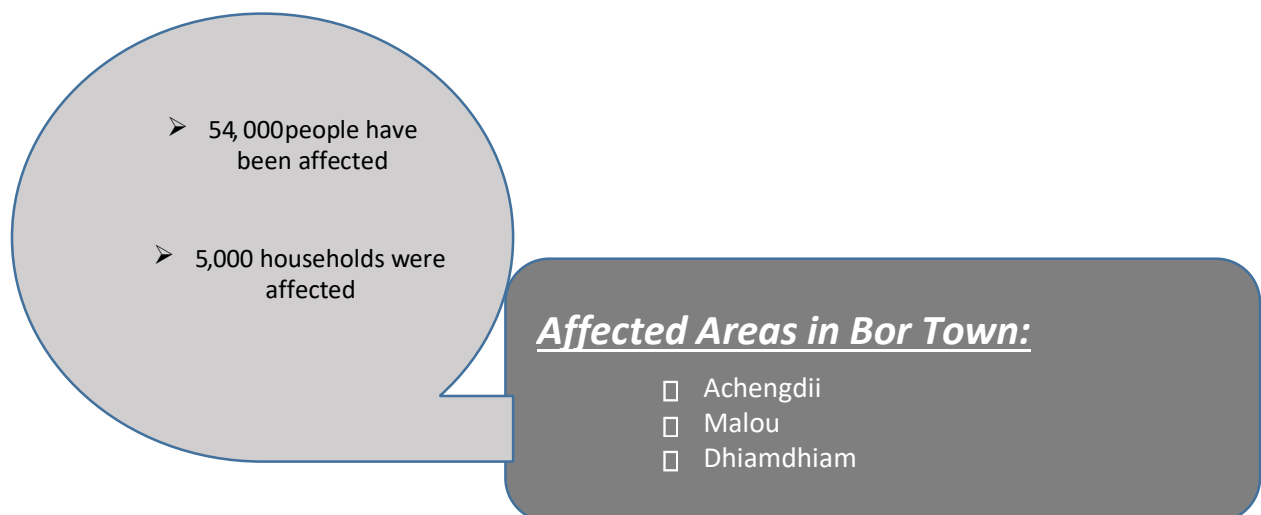 ➢ 54, 000people have
been affected
➢ 5,000 households were
affected
Affected Areas in Bor Town:
▯ Achengdii
▯ Malou
▯ Dhiamdhiam